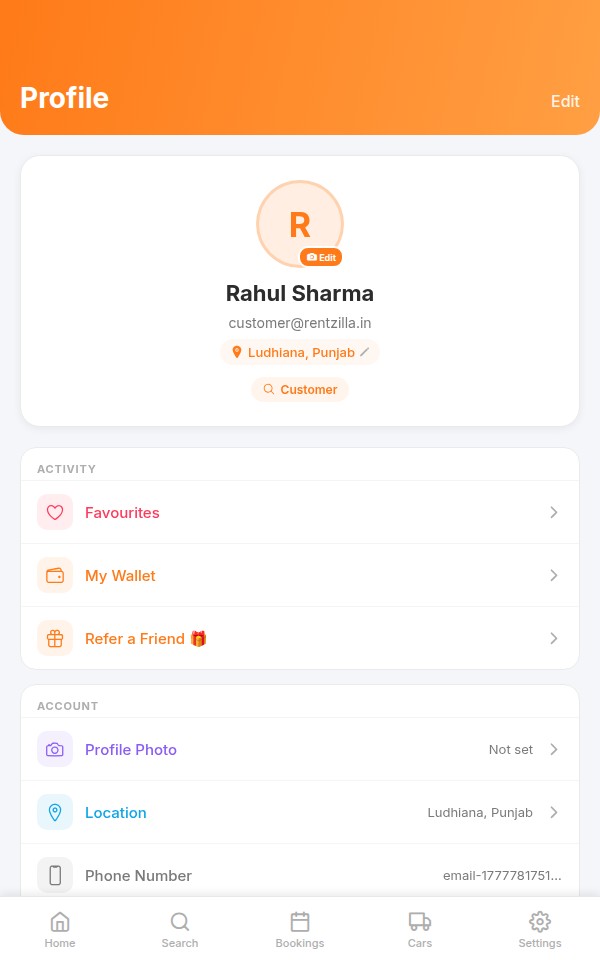 Profile
Edit
R
Edit
Rahul Sharma
customer@rentzilla.in
Ludhiana, Punjab
Customer
ACTIVITY
Favourites
My Wallet
Refer a Friend 🎁
ACCOUNT
Profile Photo
Not set
Location
Ludhiana, Punjab
Phone Number
email-1777781751...
Home
Search
Bookings
Cars
Settings